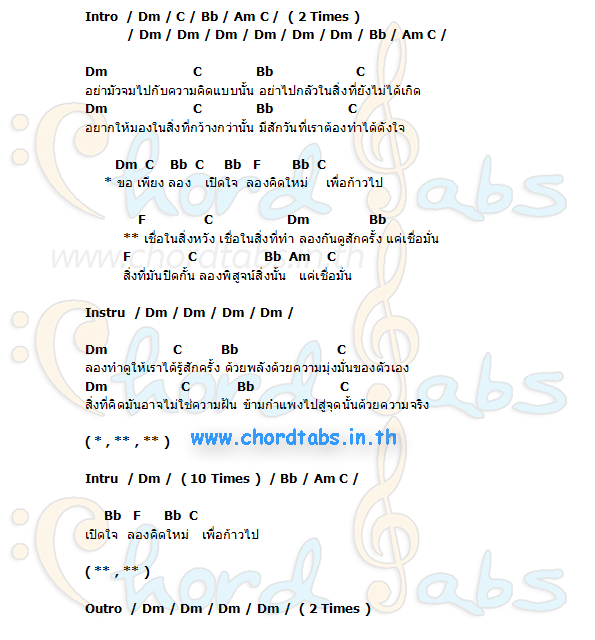 Intro / Dm / C / Bb / Am C / ( 2 Times )
/ Dm / Dm / Dm / Dm / Dm / Dm / Bb / Am C /
Dm C Bb C
อย่ามัวจมไปกับความคิดแบบนั้น อย่าไปกลัวในสิ่งที่ยังไม่ได้เกิด
Dm C Bb C
อยากให้มองในสิ่งที่กว้างกว่านั้น มีสักวันที่เราต้องทำได้ดังใจ
Dm C Bb C Bb F Bb C
* ขอ เพียง ลอง เปิดใจ ลองคิดใหม่ เพื่อก้าวไป
F C Dm Bb
** เชื่อในสิ่งหวัง เชื่อในสิ่งที่ทำ ลองกันดูสักครั้ง แค่เชื่อมั่น
www.chordtabs.in.th
F C Bb Am C
สิ่งที่มันปิดกั้น ลองพิสูจน์สิ่งนั้น แค่เชื่อมั่น
Instru / Dm / Dm / Dm / Dm /
Dm C Bb C
ลองทำดูให้เราได้รู้สักครั้ง ด้วยพลังด้วยความมุ่งมั่นของตัวเอง
Dm C Bb C
สิ่งที่คิดมันอาจไม่ใช่ความฝัน ข้ามกำแพงไปสู่จุดนั้นด้วยความจริง
( * , ** , ** )
www.chordtabs.in.th
Intru / Dm / ( 10 Times ) / Bb / Am C /
Bb F Bb C
เปิดใจ ลองคิดใหม่ เพื่อก้าวไป
( ** , ** )
Outro / Dm / Dm / Dm / Dm / ( 2 Times )